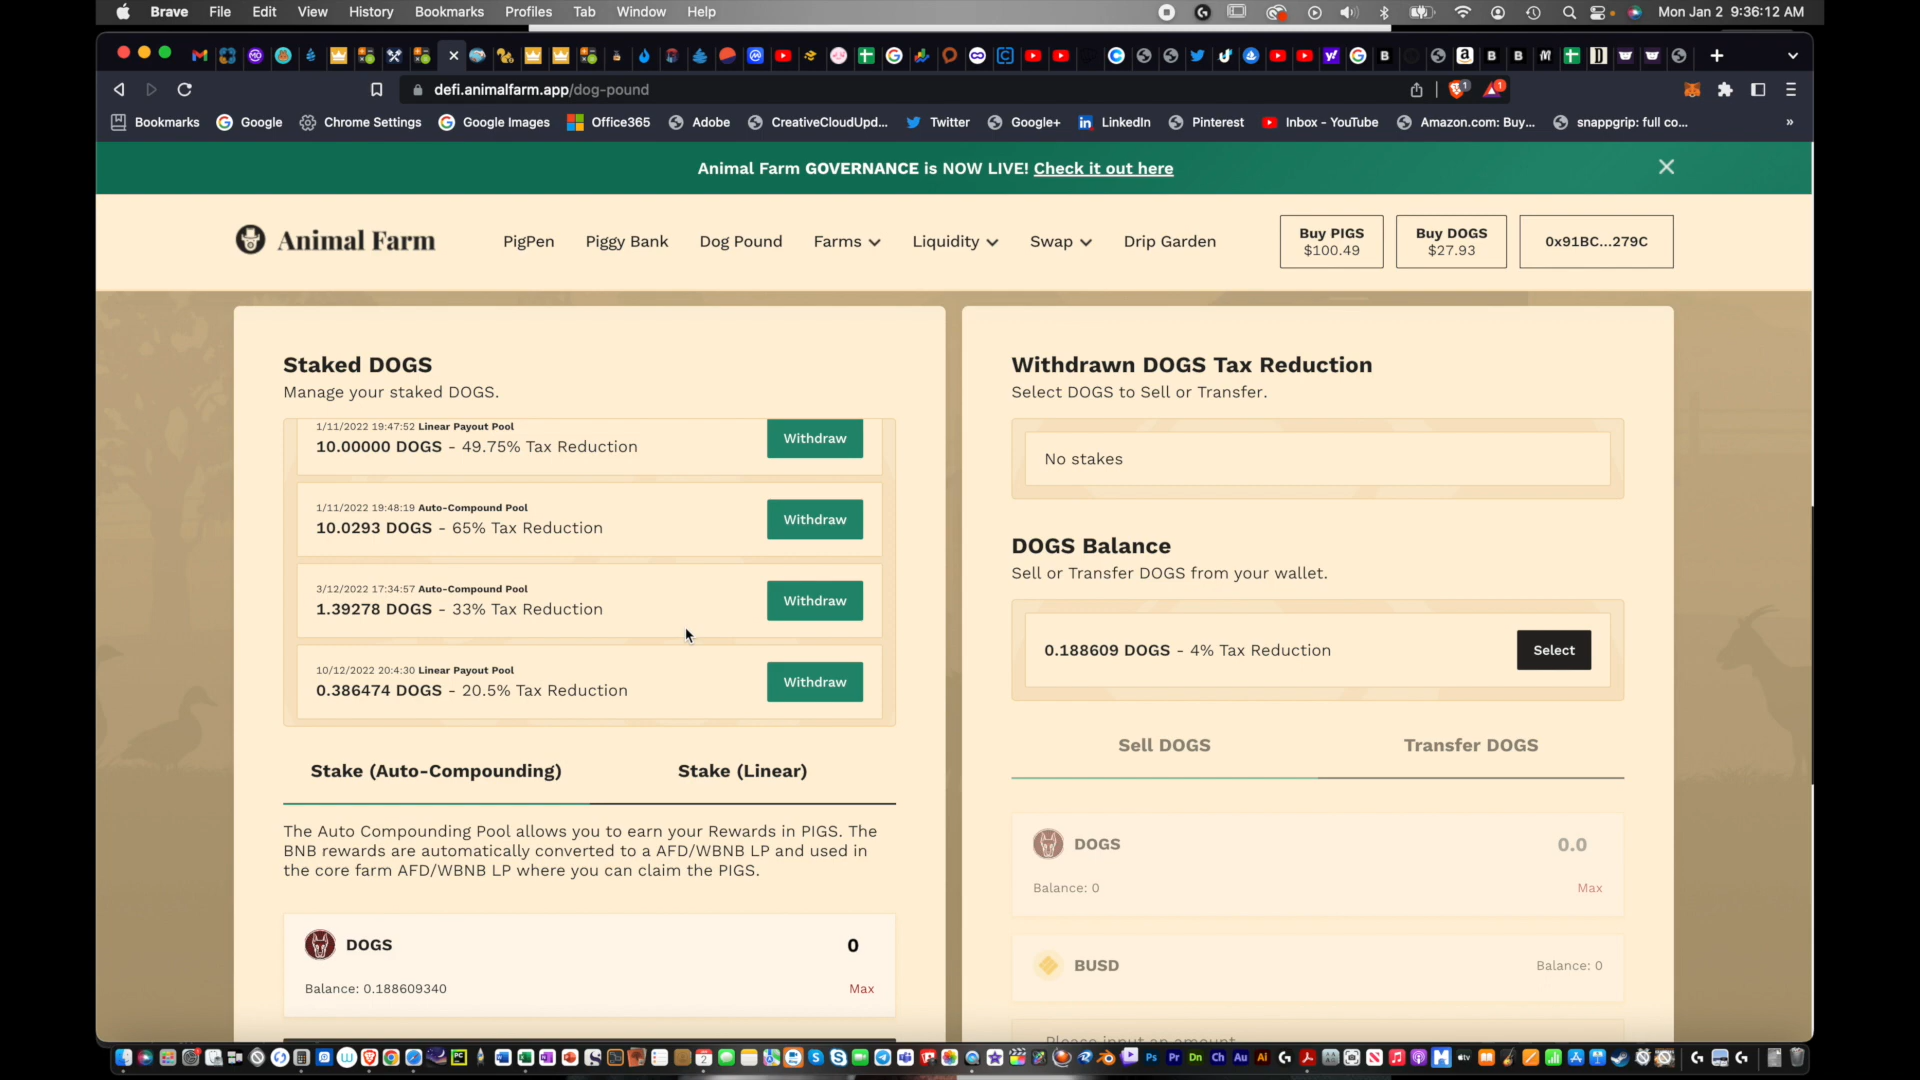 Brave File Edit View History Bookmarks Profiles Tab Window Help Mon Jan 2 9:36:12 AM
defi.animalfarm.app/dog-pound
Bookmarks Google Chrome Settings Google Images Office365 Adobe CreativeCloudUpd... Twitter Google+ LinkedIn Pinterest Inbox - YouTube Amazon.com: Buy... snappgrip: full co... »
Animal Farm GOVERNANCE is NOW LIVE! Check it out here
Animal Farm PigPen Piggy Bank Dog Pound Farms Liquidity Swap Drip Garden
Buy PIGS
$100.49
Buy DOGS
$27.93
0x91BC...279C
Staked DOGS
Manage your staked DOGS.
1/11/2022 19:47:52 Linear Payout Pool
10.00000 DOGS - 49.75% Tax Reduction
Withdraw
1/11/2022 19:48:19 Auto-Compound Pool
10.0293 DOGS - 65% Tax Reduction
Withdraw
3/12/2022 17:34:57 Auto-Compound Pool
1.39278 DOGS - 33% Tax Reduction
Withdraw
10/12/2022 20:4:30 Linear Payout Pool
0.386474 DOGS - 20.5% Tax Reduction
Withdraw
Stake (Auto-Compounding) Stake (Linear)
The Auto Compounding Pool allows you to earn your Rewards in PIGS. The
BNB rewards are automatically converted to a AFD/WBNB LP and used in
the core farm AFD/WBNB LP where you can claim the PIGS.
DOGS 0
Balance: 0.188609340 Max
Withdrawn DOGS Tax Reduction
Select DOGS to Sell or Transfer.
No stakes
DOGS Balance
Sell or Transfer DOGS from your wallet.
0.188609 DOGS - 4% Tax Reduction
Select
Sell DOGS Transfer DOGS
DOGS 0.0
Balance: 0 Max
BUSD Balance: 0
Please input an amount